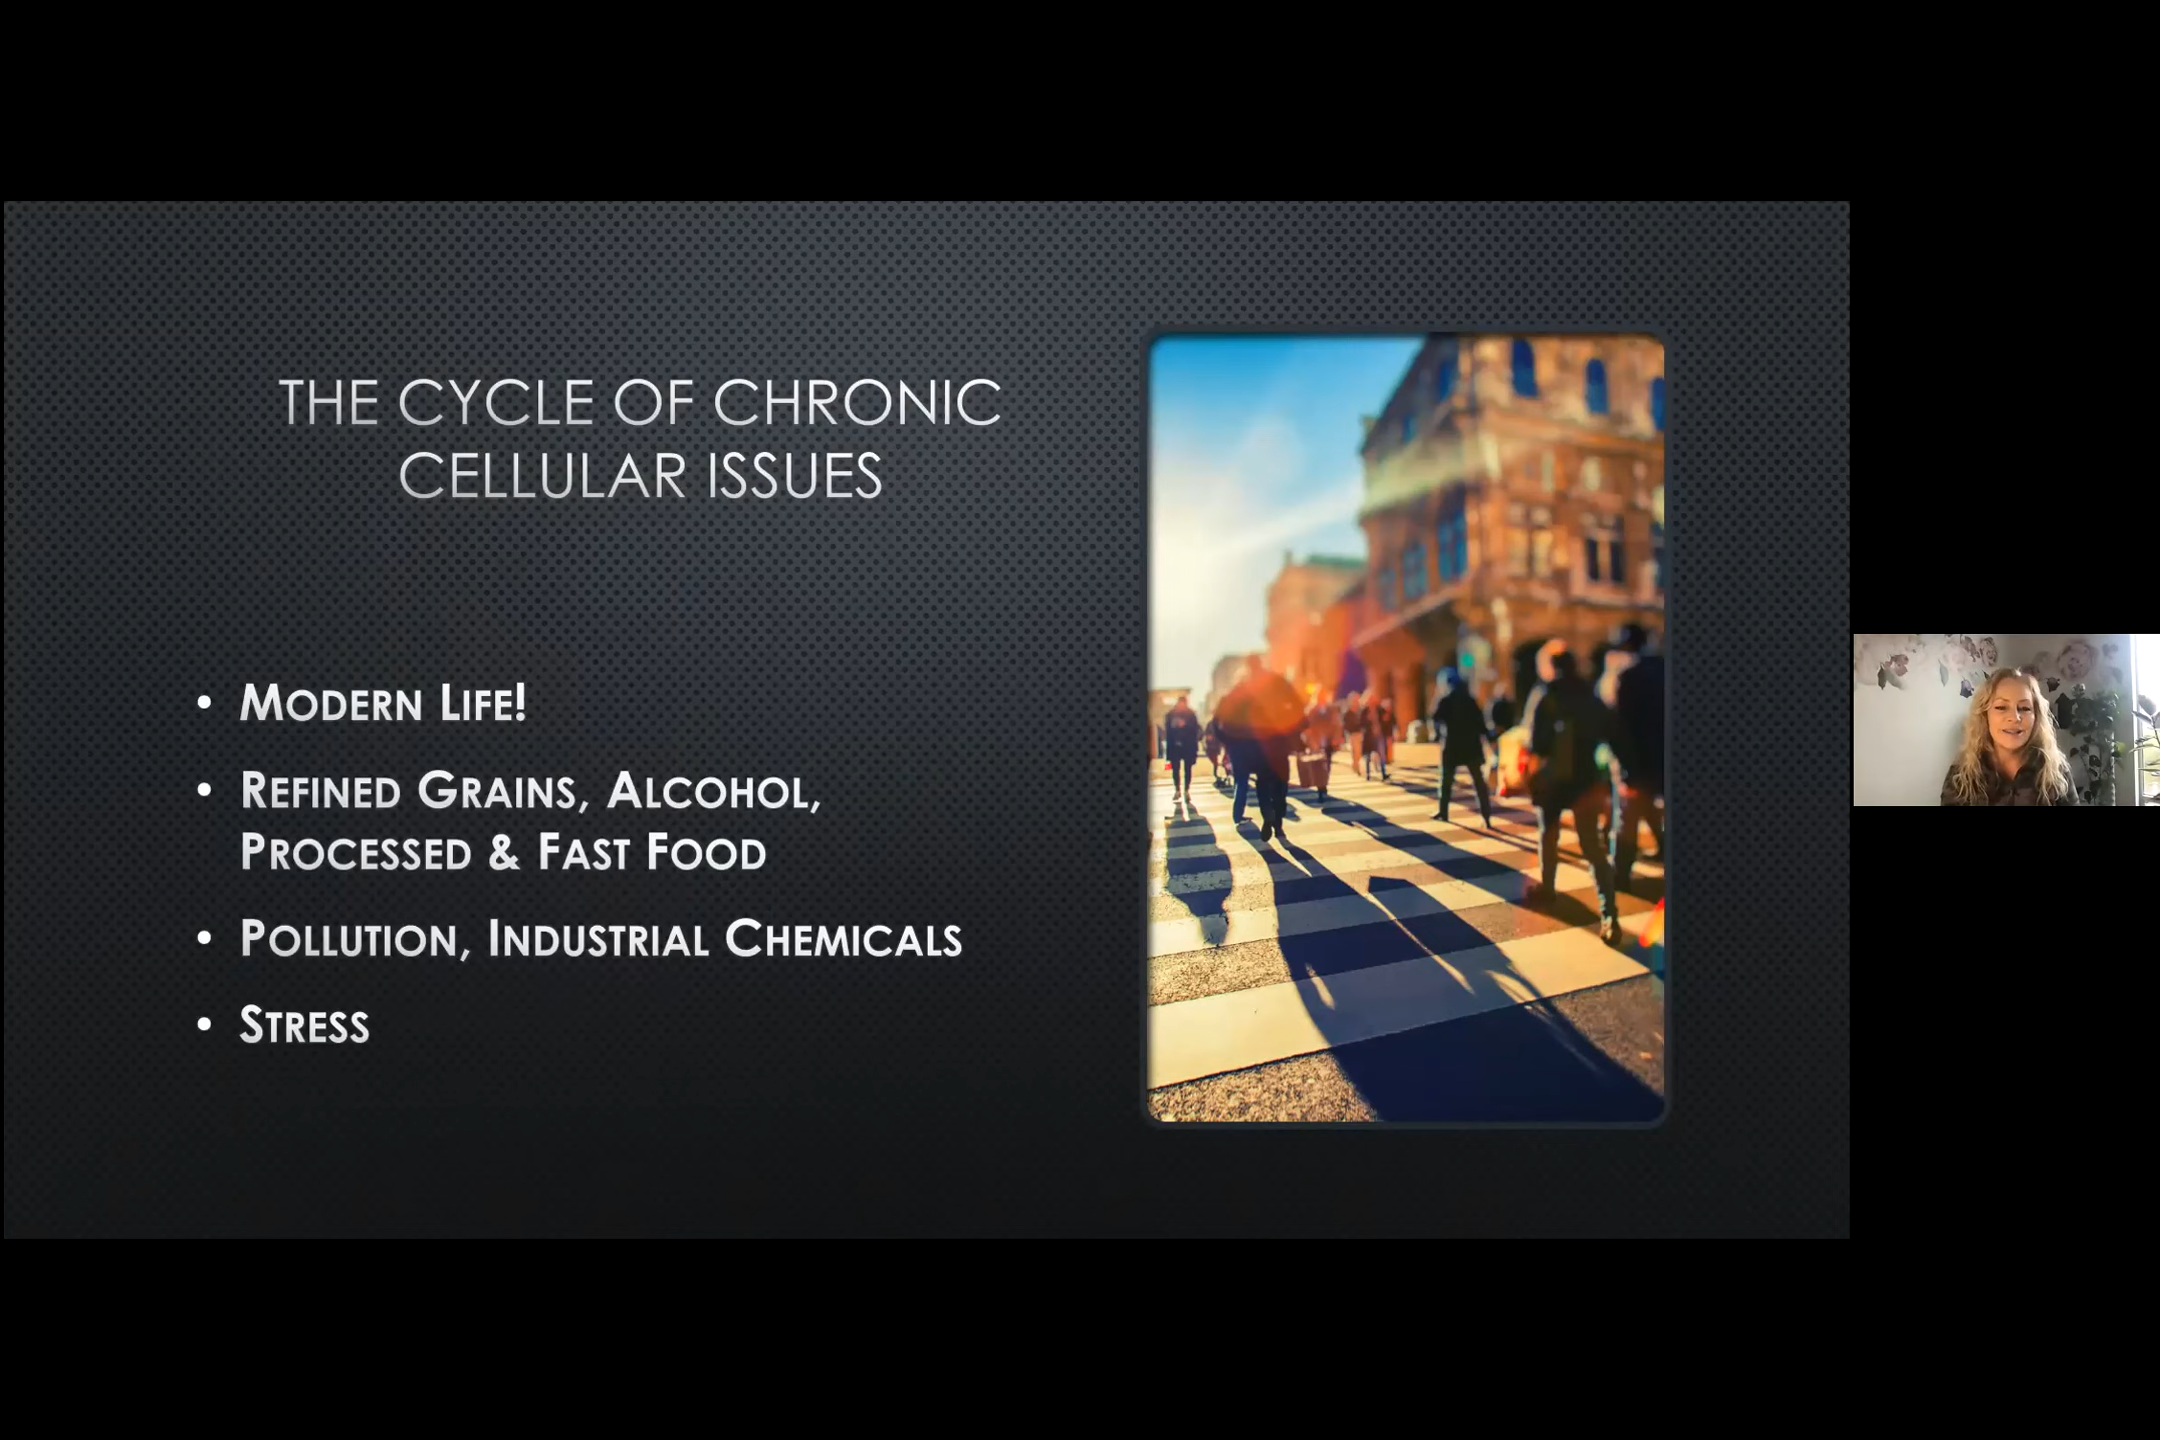 THE CYCLE OF CHRONIC
CELLULAR ISSUES
• MODERN LIFE!
• REFINED GRAINS, ALCOHOL,
PROCESSED & FAST FOOD
• POLLUTION, INDUSTRIAL CHEMICALS
• STRESS